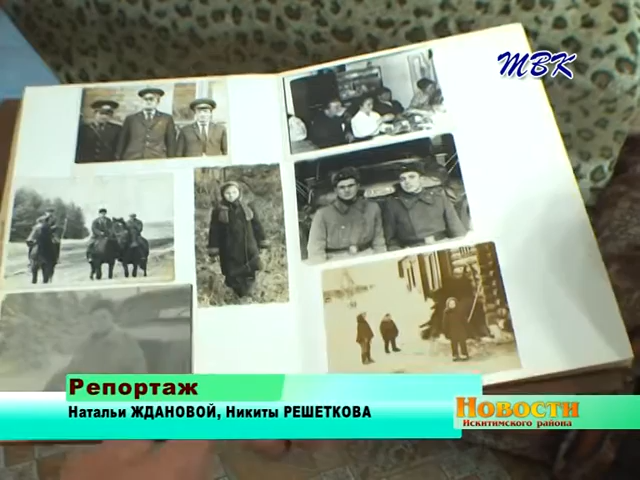 ТВК
Репортаж
Натальи ЖДАНОВОЙ, Никиты РЕШЕТКОВА
Новости
Искитимского района